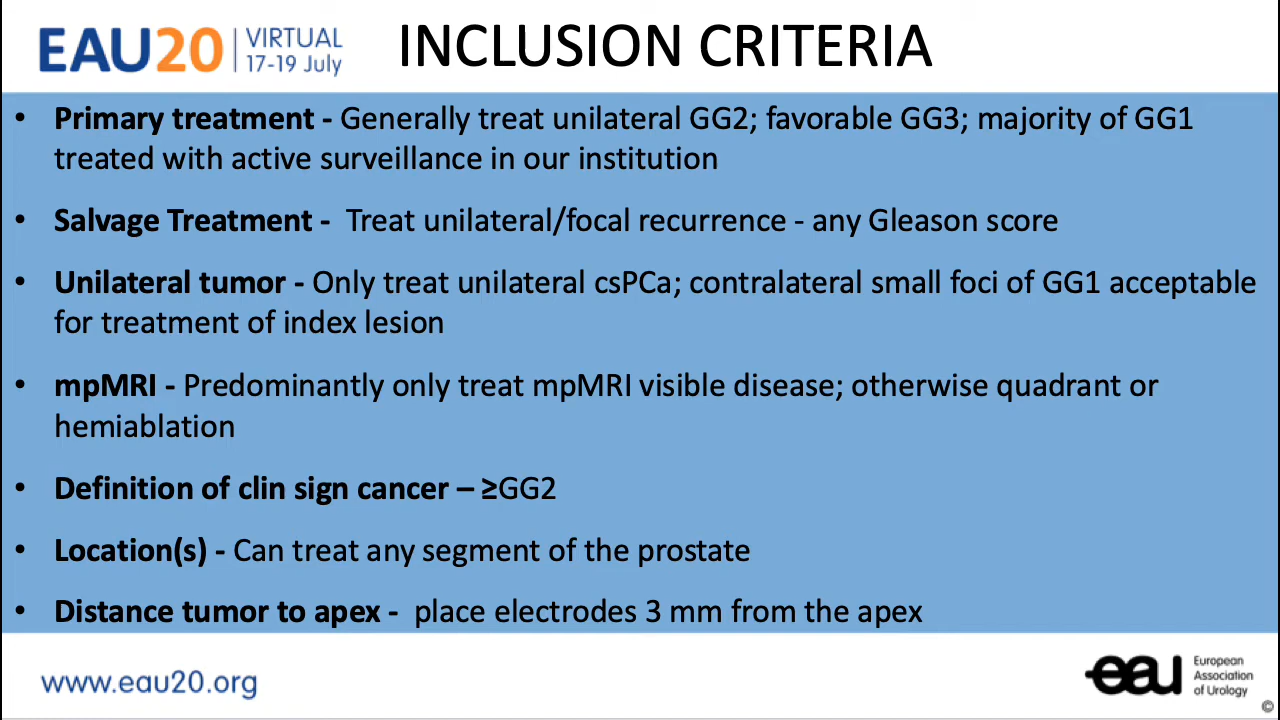 EAU20 VIRTUAL
17-19 July
INCLUSION CRITERIA
• Primary treatment - Generally treat unilateral GG2; favorable GG3; majority of GG1
treated with active surveillance in our institution
• Salvage Treatment - Treat unilateral/focal recurrence - any Gleason score
• Unilateral tumor - Only treat unilateral csPCa; contralateral small foci of GG1 acceptable
for treatment of index lesion
• mpMRI - Predominantly only treat mpMRI visible disease; otherwise quadrant or
hemiablation
• Definition of clin sign cancer – ≥GG2
• Location(s) - Can treat any segment of the prostate
• Distance tumor to apex - place electrodes 3 mm from the apex
www.eau20.org
eau
European
Association
of Urology
©